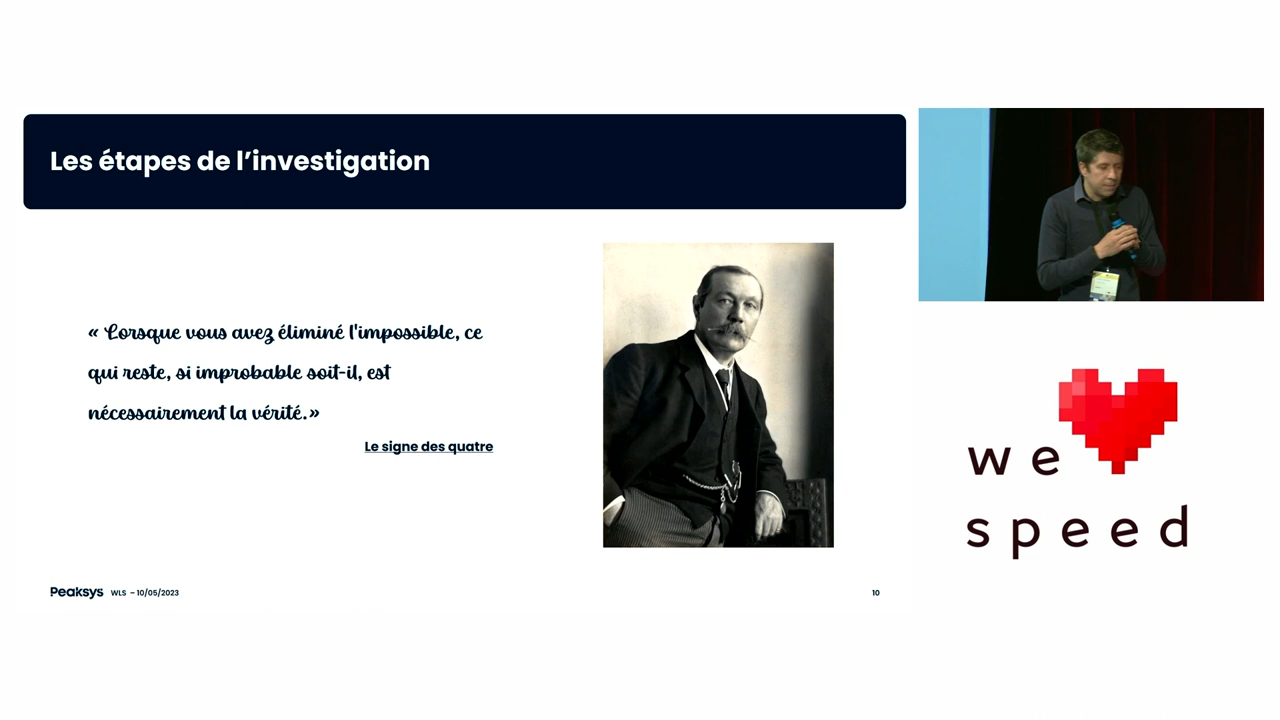 Les étapes de l’investigation
« Lorsque vous avez éliminé l'impossible, ce
qui reste, si improbable soit-il, est
nécessairement la vérité.»
Le signe des quatre
Peaksys WLS – 10/05/2023
10
we
speed